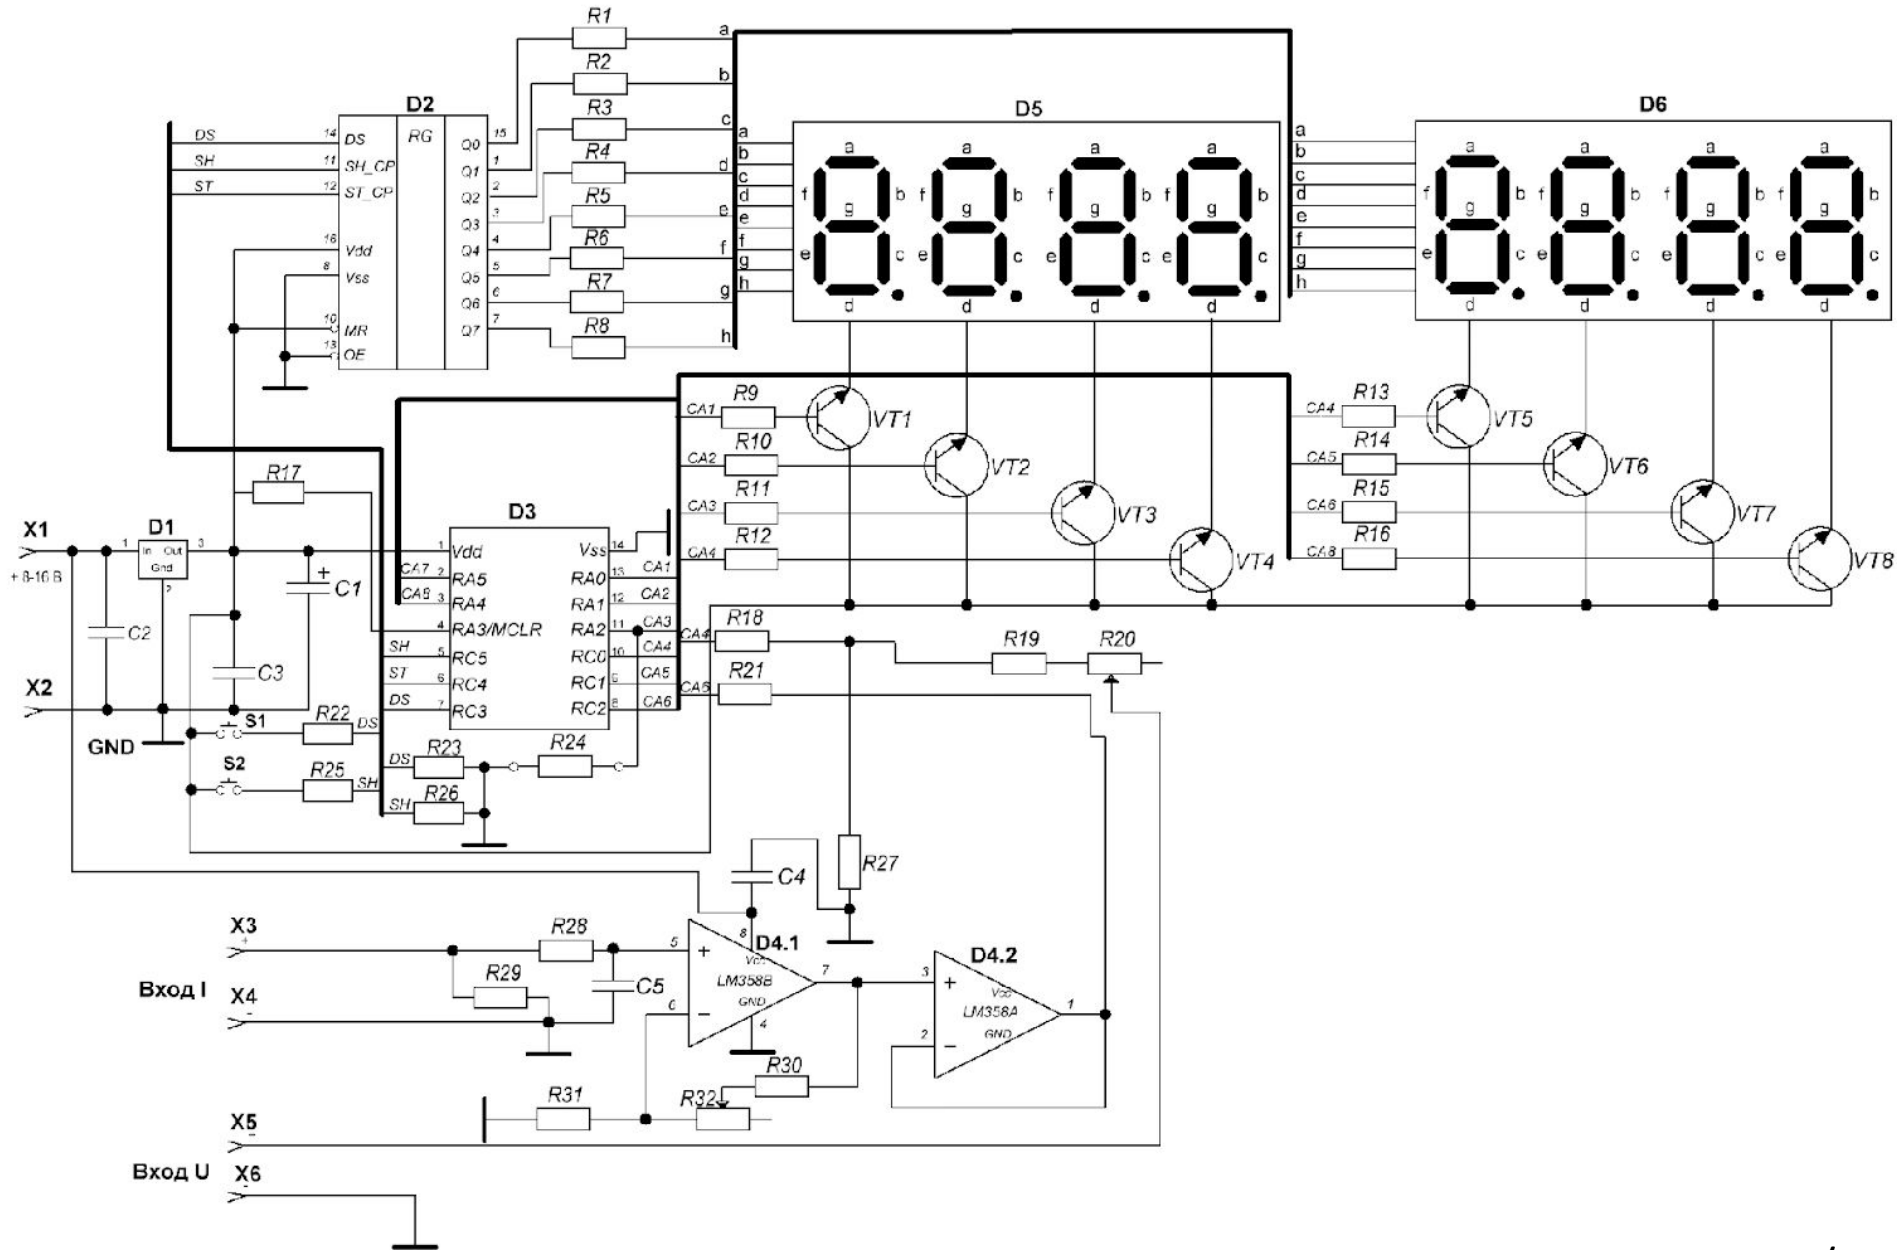 R1
a
R2
b
R3
c
R4
d
R5
e
R6
f
R7
g
R8
h
D2
RG
DS 14 DS
SH 11 SH_CP
ST 12 ST_CP
16 Vdd
8 Vss
10 MR
13 OE
Q0 15
Q1 1
Q2 2
Q3 3
Q4 4
Q5 5
Q6 6
Q7 7
D5
a
b
c
d
e
f
g
h
a a a a
f b f b f b f b
g g g g
e c e c e c e c
d d d d
D6
a
b
c
d
e
f
g
h
a a a a
f b f b f b f b
g g g g
e c e c e c e c
d d d d
CA1 R9 VT1
CA2 R10 VT2
CA3 R11 VT3
CA4 R12 VT4
CA4 R13 VT5
CA5 R14 VT6
CA6 R15 VT7
CA8 R16 VT8
R17
X1
+ 8-16 В
D1
1 In Out 3
Gnd
2
+
C1
C2
C3
X2
GND
D3
1 Vdd
CA7 2 RA5
CA8 3 RA4
4 RA3/MCLR
SH 5 RC5
ST 6 RC4
DS 7 RC3
Vss 14
RA0 13 CA1
RA1 12 CA2
RA2 11 CA3
RC0 10 CA4
RC1 9 CA5
RC2 8 CA6
CA4 R18
R19
R20
CA6 R21
S1 R22 DS
S2 R25 SH
DS R23
R24
SH R26
C4
R27
X3
+
R28
R29
C5
Вход I
X4
-
5 +
6 −
8
D4.1
Vcc
LM358B
GND
4
7
D4.2
3 +
2 −
Vcc
LM358A
GND
1
R30
R31
R32
X5
-
Вход U
X6
-